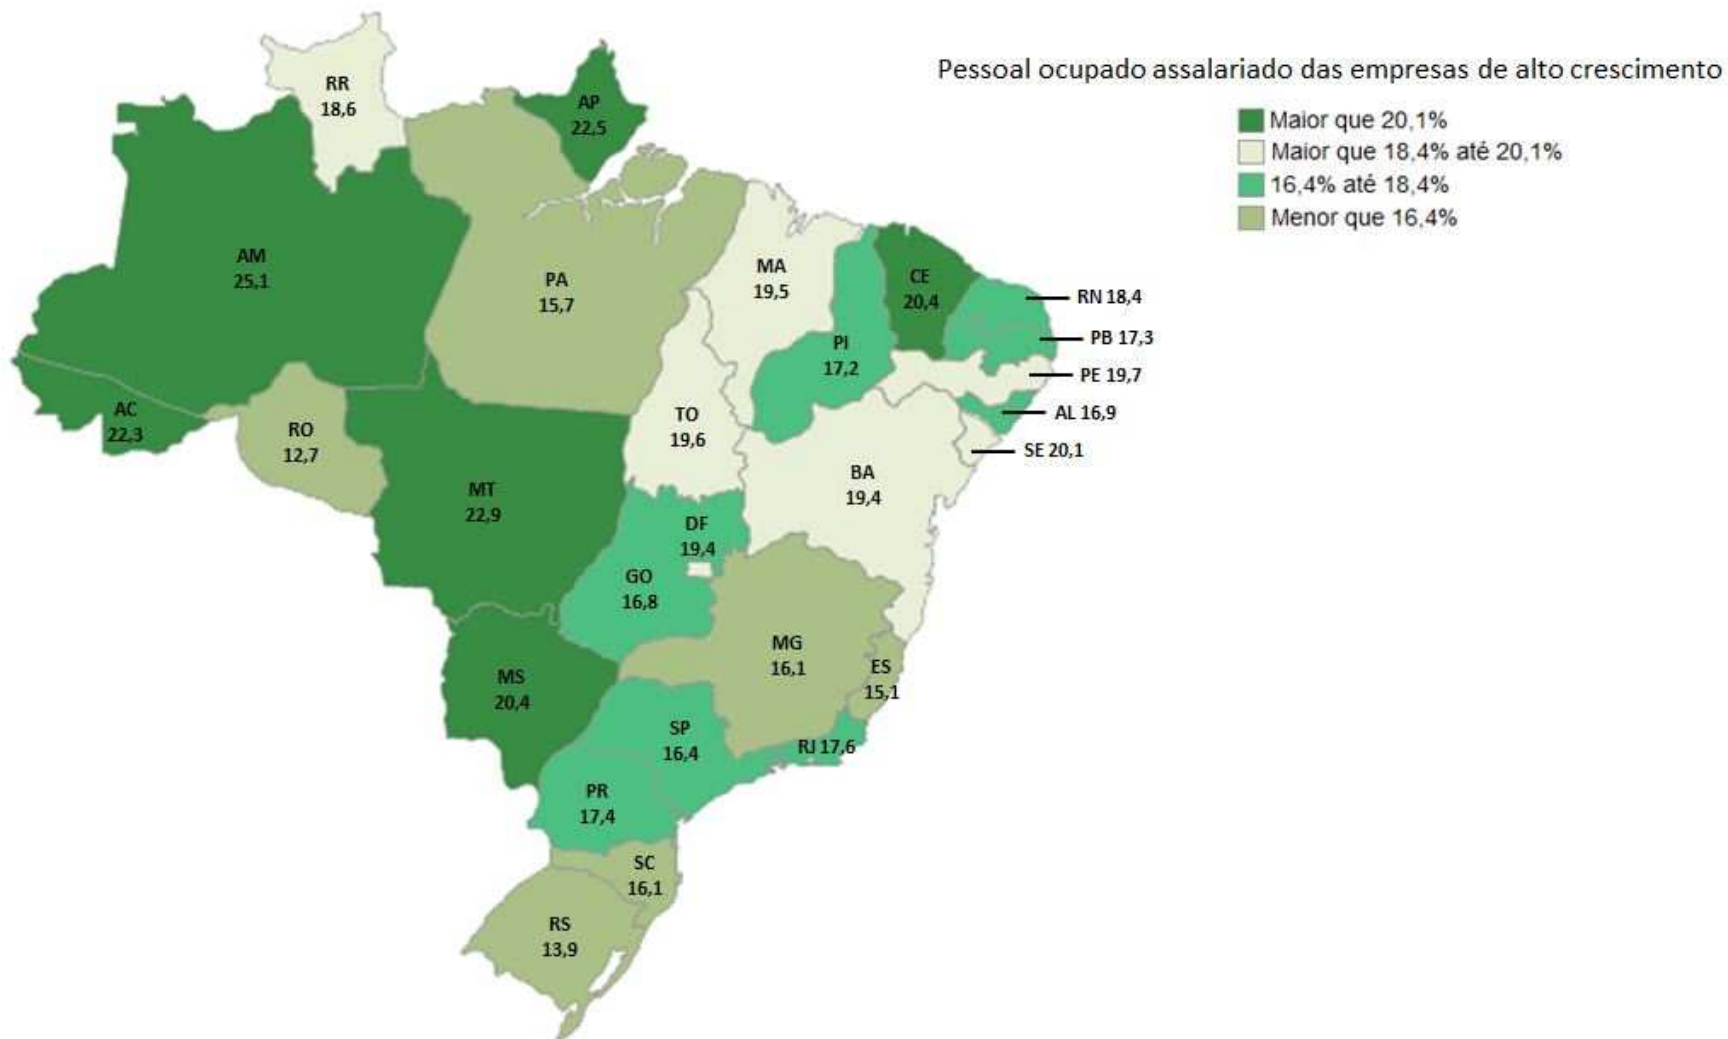 Pessoal ocupado assalariado das empresas de alto crescimento
Maior que 20,1%
Maior que 18,4% até 20,1%
16,4% até 18,4%
Menor que 16,4%
RR
18,6
AP
22,5
AM
25,1
PA
15,7
MA
19,5
CE
20,4
RN 18,4
PB 17,3
PI
17,2
PE 19,7
AL 16,9
SE 20,1
AC
22,3
RO
12,7
TO
19,6
BA
19,4
MT
22,9
DF
19,4
GO
16,8
MG
16,1
ES
15,1
MS
20,4
SP
16,4
RJ 17,6
PR
17,4
SC
16,1
RS
13,9